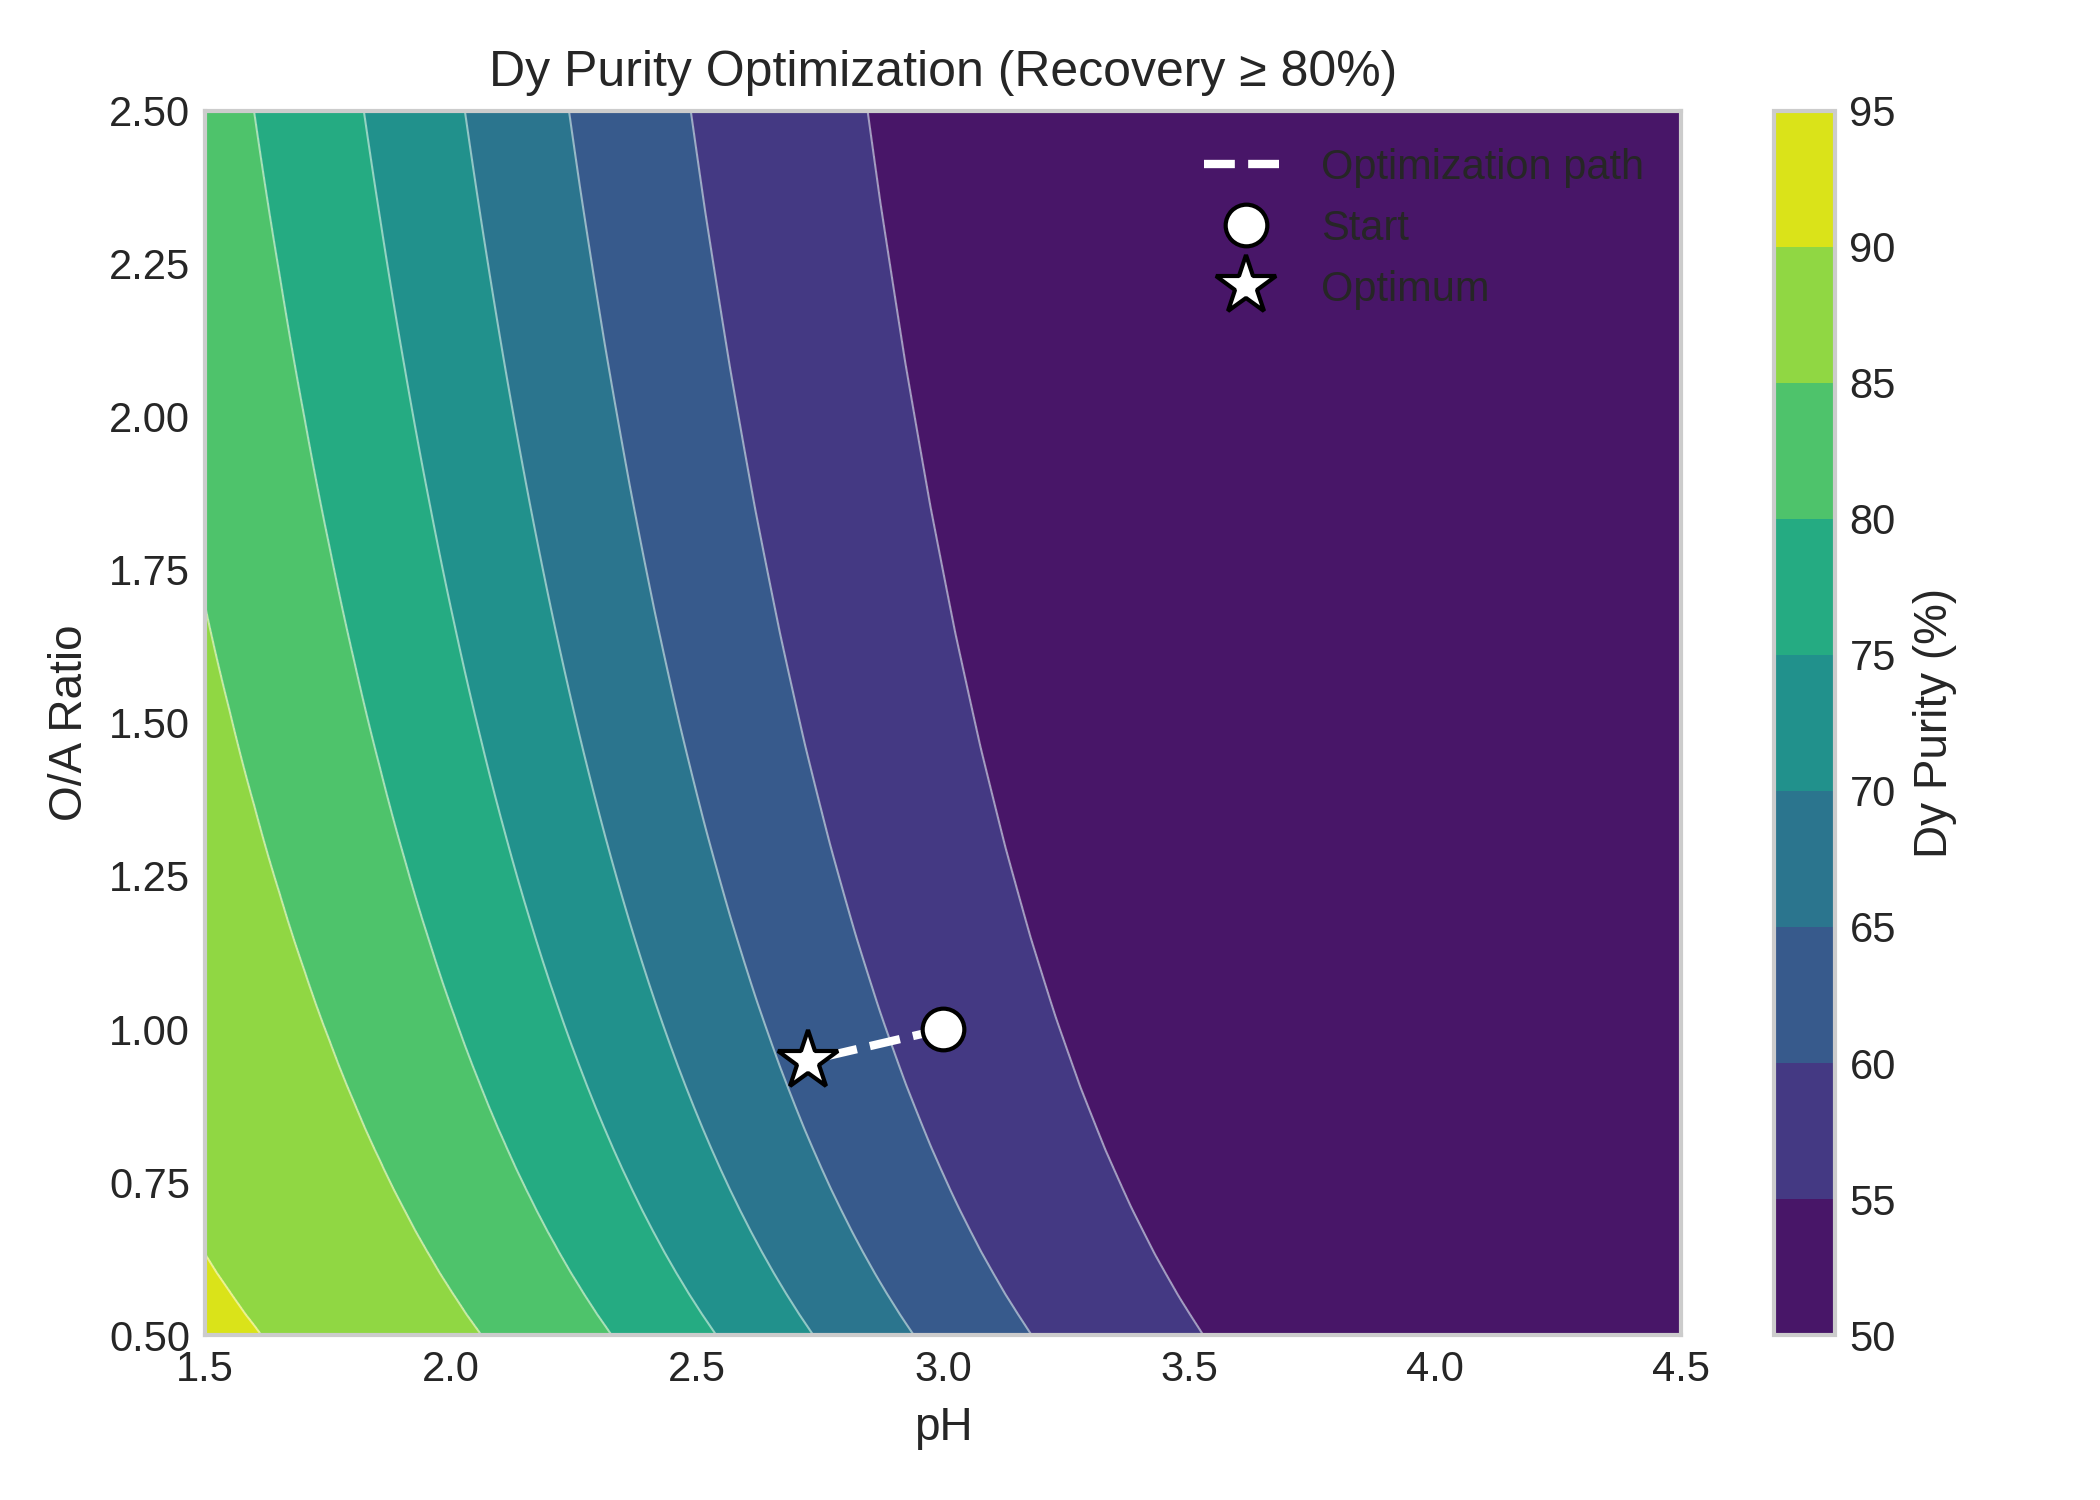 Dy Purity Optimization (Recovery ≥ 80%)
Optimization path
Start
Optimum
O/A Ratio
2.50
2.25
2.00
1.75
1.50
1.25
1.00
0.75
0.50
1.5 2.0 2.5 3.0 3.5 4.0 4.5
pH
95
90
85
80
75
70
65
60
55
50
Dy Purity (%)